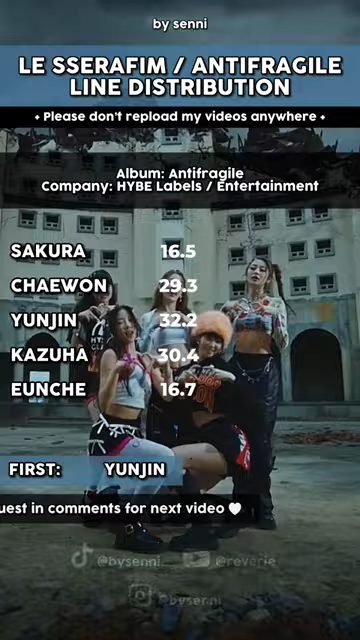 by senni
LE SSERAFIM / ANTIFRAGILE
LINE DISTRIBUTION
• Please don't repload my videos anywhere •
Album: Antifragile
Company: HYBE Labels / Entertainment
SAKURA 16.5
CHAEWON 29.3
YUNJIN 32.2
KAZUHA 30.4
EUNCHE 16.7
FIRST: YUNJIN
uest in comments for next video 🤍
@bysenni @reverie
@bysenni